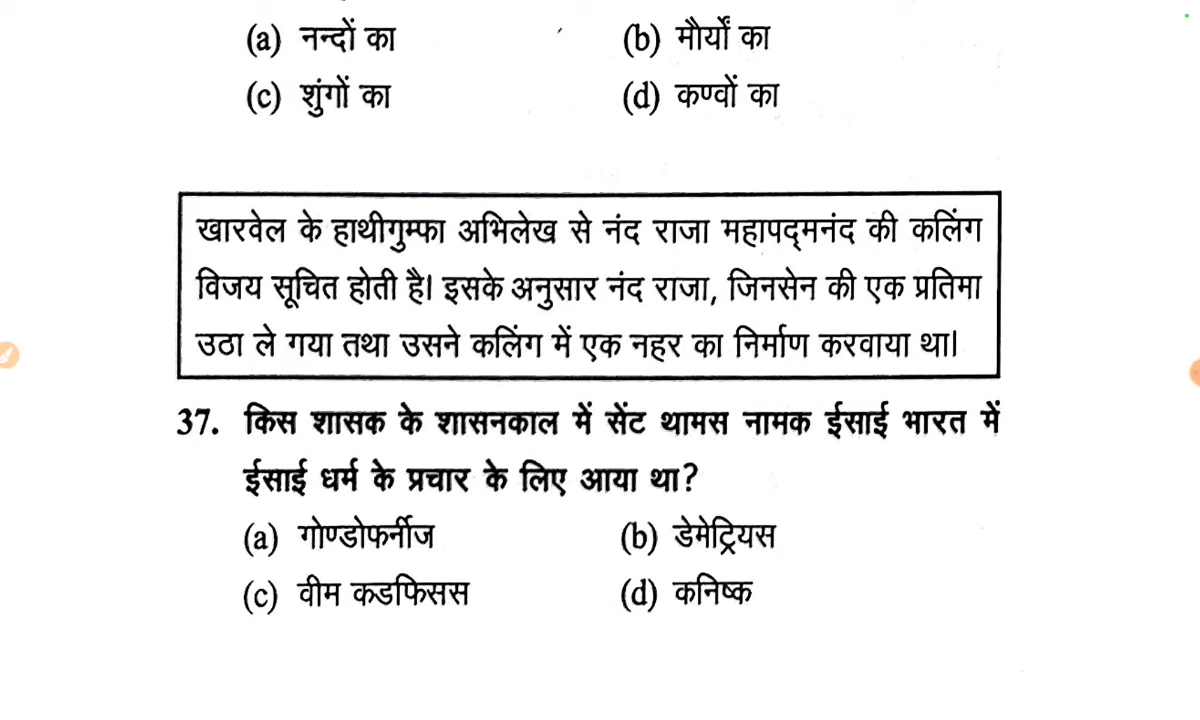 (a) नन्दों का (b) मौर्यों का
(c) शुंगों का (d) कण्वों का
खारवेल के हाथीगुम्फा अभिलेख से नंद राजा महापद्मनंद की कलिंग
विजय सूचित होती है। इसके अनुसार नंद राजा, जिनसेन की एक प्रतिमा
उठा ले गया तथा उसने कलिंग में एक नहर का निर्माण करवाया था।
37. किस शासक के शासनकाल में सेंट थामस नामक ईसाई भारत में
ईसाई धर्म के प्रचार के लिए आया था?
(a) गोण्डोफर्नीज (b) डेमेट्रियस
(c) वीम कडफिसस (d) कनिष्क